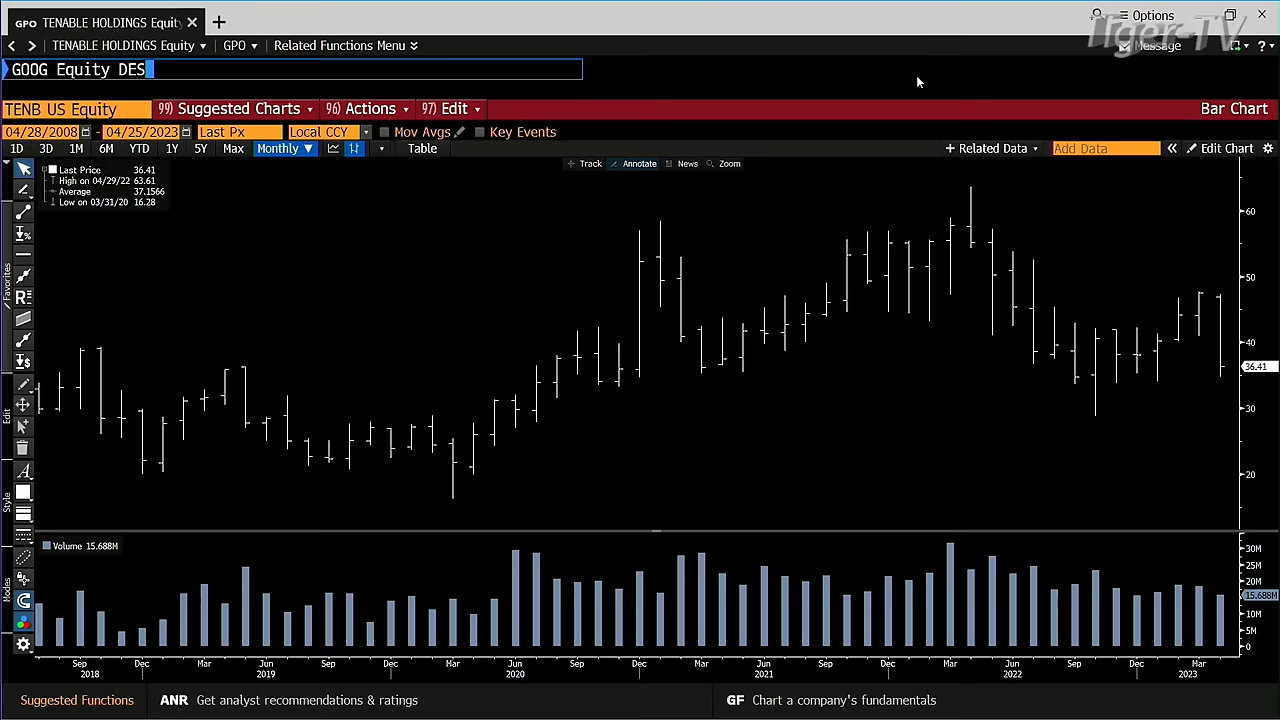 GPO TENABLE HOLDINGS Equity
Options
Tiger-TV
TENABLE HOLDINGS Equity GPO Related Functions Menu Message ?
GOOG Equity DES
TENB US Equity 99) Suggested Charts 96) Actions 97) Edit Bar Chart
04/28/2008 - 04/25/2023 Last Px Local CCY Mov Avgs Key Events
1D 3D 1M 6M YTD 1Y 5Y Max Monthly Table + Related Data Add Data Edit Chart
Track Annotate News Zoom
Last Price 36.41
High on 04/29/22 63.61
Average 37.1566
Low on 03/31/20 16.28
Favorites
Edit
Style
Modes
60
50
40
36.41
30
20
Volume 15.688M
30M
25M
20M
15.688M
10M
5M
0
Sep Dec Mar Jun Sep Dec Mar Jun Sep Dec Mar Jun Sep Dec Mar Jun Sep Dec Mar
2018 2019 2020 2021 2022 2023
Suggested Functions ANR Get analyst recommendations & ratings GF Chart a company's fundamentals